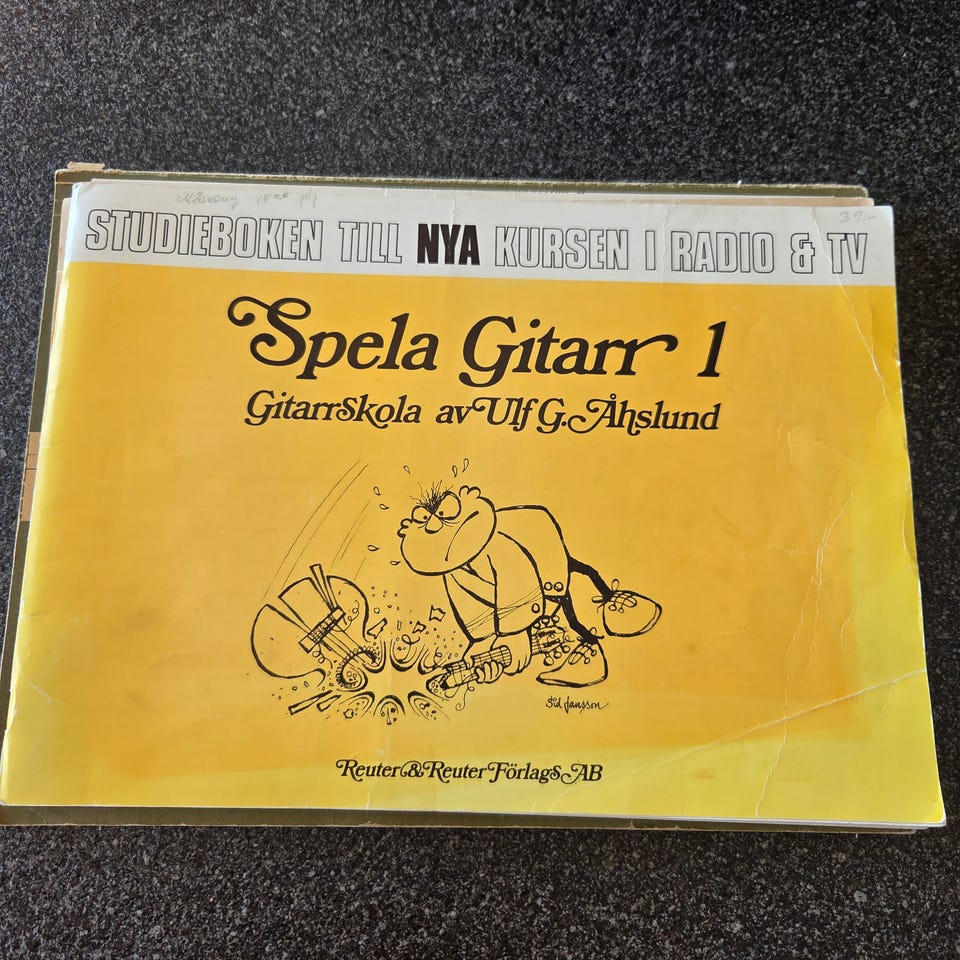 39:-
STUDIEBOKEN TILL NYA KURSEN I RADIO & TV
Spela Gitarr 1
GitarrSkola av Ulf G. Åhslund
Sid Jansson
Reuter & Reuter Förlags AB